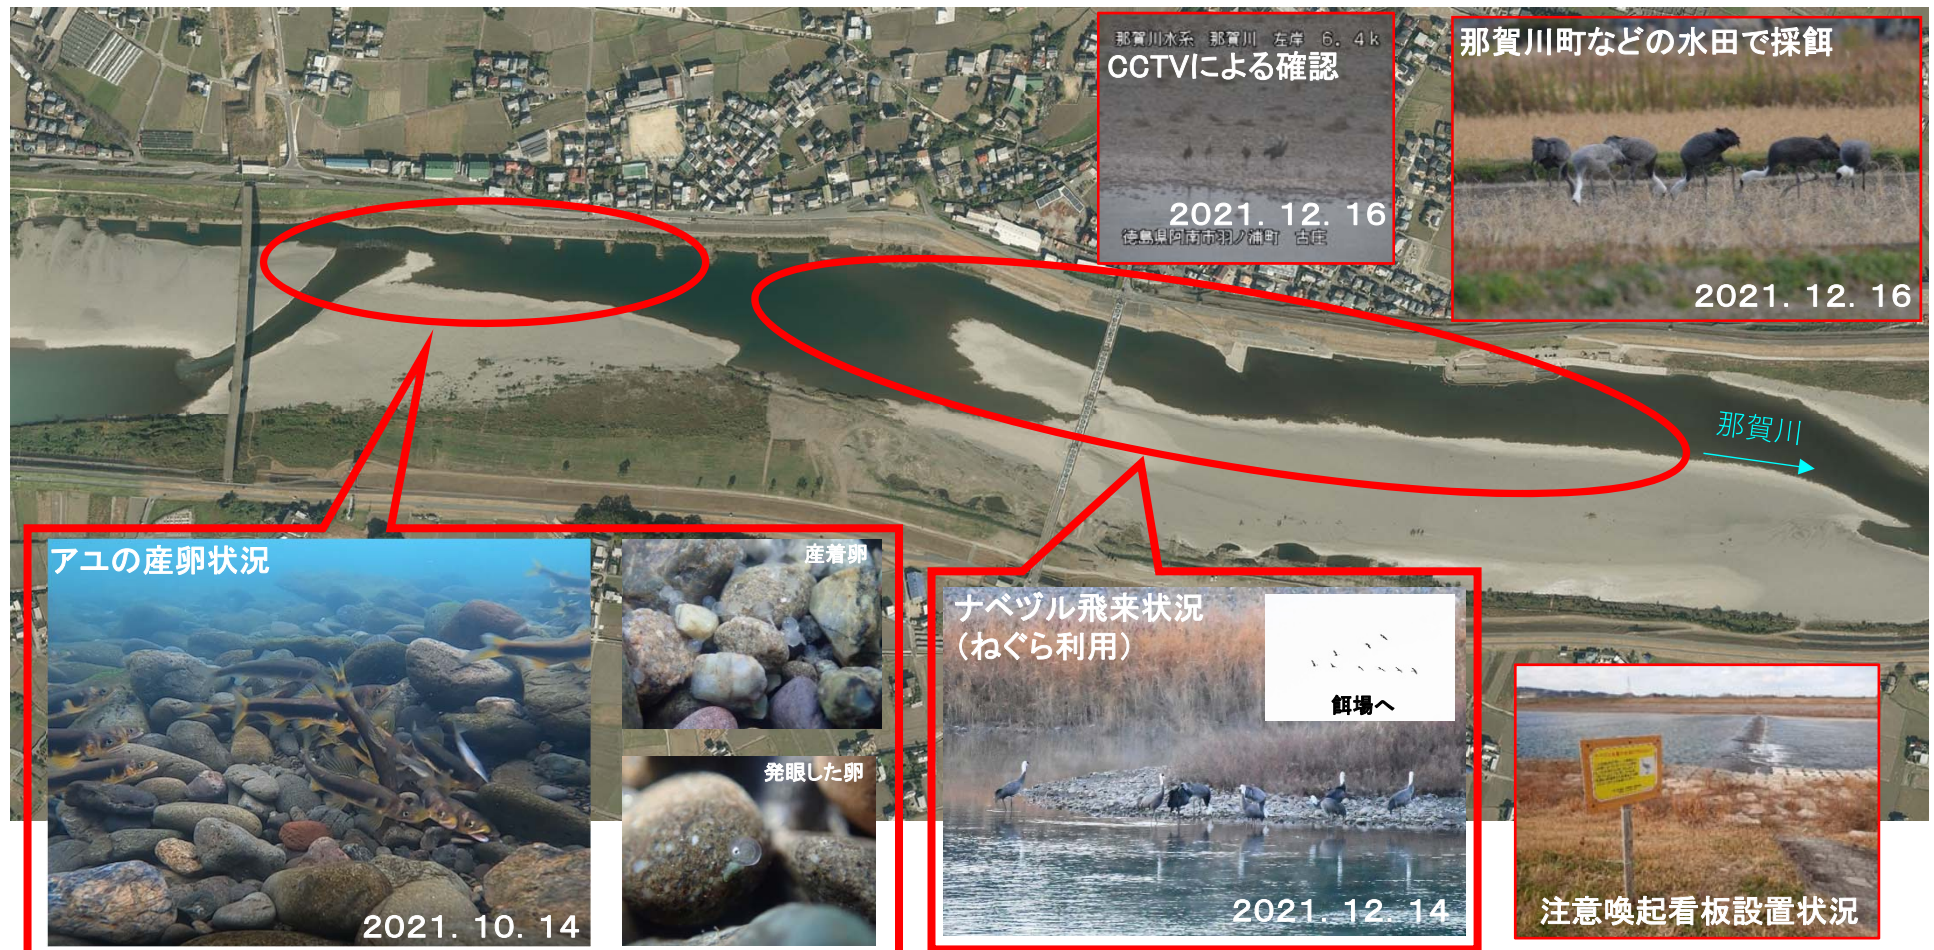 那賀川水系 那賀川 左岸 6.4k
CCTVによる確認
2021.12.16
徳島県阿南市羽ノ浦町 古庄
那賀川町などの水田で採餌
2021.12.16
那賀川
アユの産卵状況
2021.10.14
産着卵
発眼した卵
ナベヅル飛来状況
(ねぐら利用)
餌場へ
2021.12.14
注意喚起看板設置状況